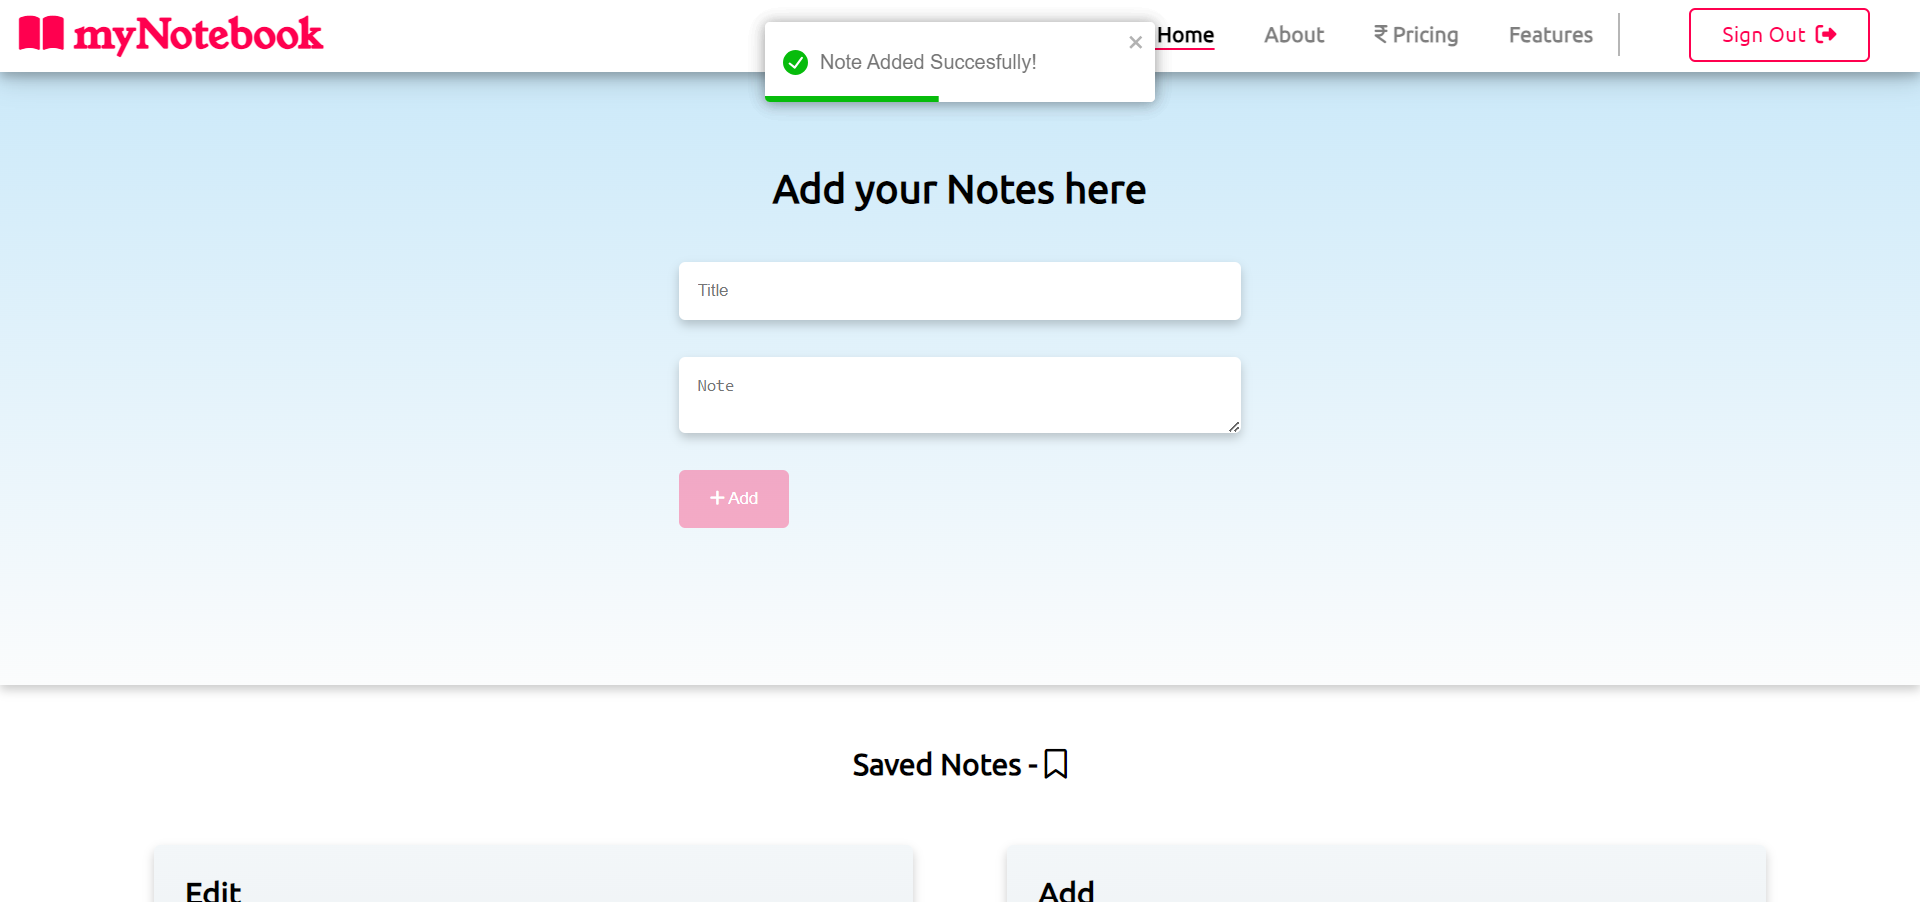 myNotebook
Note Added Succesfully!
Home
About
₹ Pricing
Features
Sign Out
Add your Notes here
Title
Note
+ Add
Saved Notes -
Edit
Add